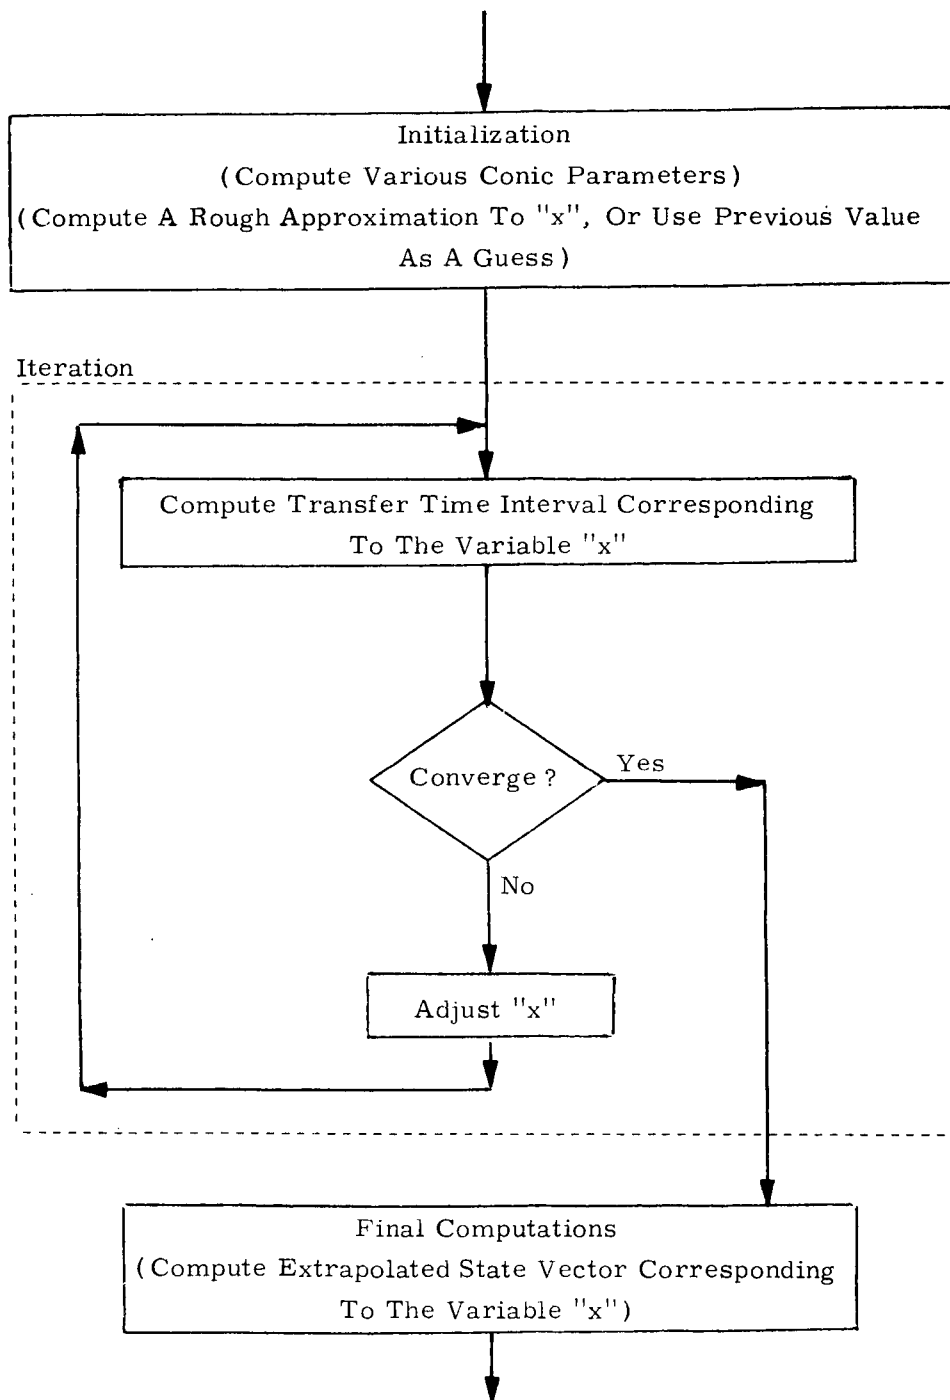 Initialization
(Compute Various Conic Parameters)
(Compute A Rough Approximation To "x", Or Use Previous Value
As A Guess)
Iteration
Compute Transfer Time Interval Corresponding
To The Variable "x"
Converge?
Yes
No
Adjust "x"
Final Computations
(Compute Extrapolated State Vector Corresponding
To The Variable "x")